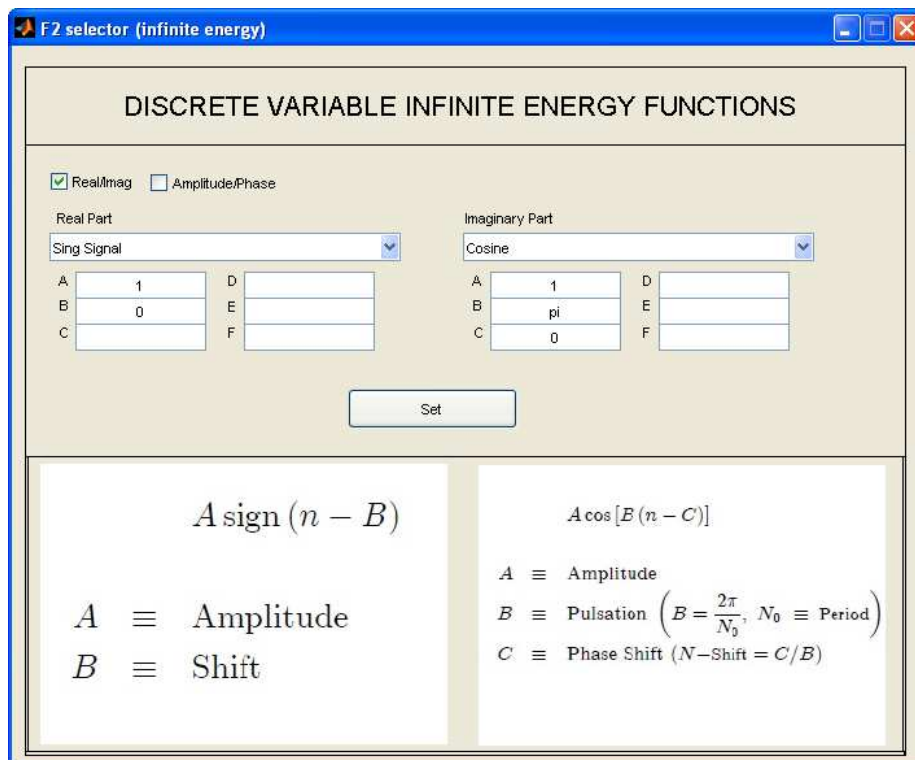 F2 selector (infinite energy)
DISCRETE VARIABLE INFINITE ENERGY FUNCTIONS
Real/Imag Amplitude/Phase
Real Part
Sing Signal
A 1 D
B 0 E
C F
Imaginary Part
Cosine
A 1 D
B pi E
C 0 F
Set
A sign (n − B)
A ≡ Amplitude
B ≡ Shift
A cos [B (n − C)]
A ≡ Amplitude
B ≡ Pulsation (B = 2π/N₀, N₀ ≡ Period)
C ≡ Phase Shift (N−Shift = C/B)